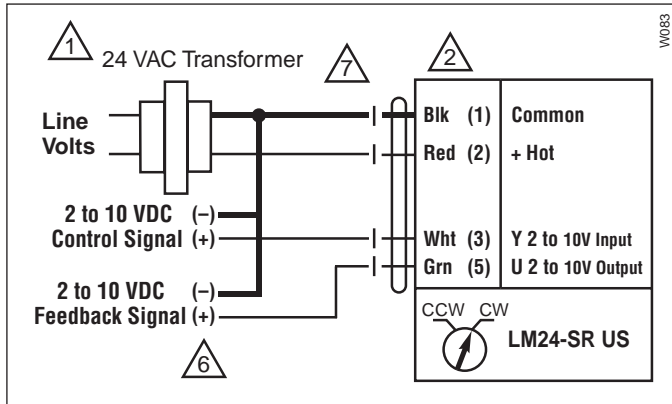 W083
1 24 VAC Transformer 7 2
Line
Volts
Blk (1) Common
Red (2) + Hot
2 to 10 VDC (–)
Control Signal (+)
Wht (3) Y 2 to 10V Input
Grn (5) U 2 to 10V Output
2 to 10 VDC (–)
Feedback Signal (+)
6
CCW CW
LM24-SR US